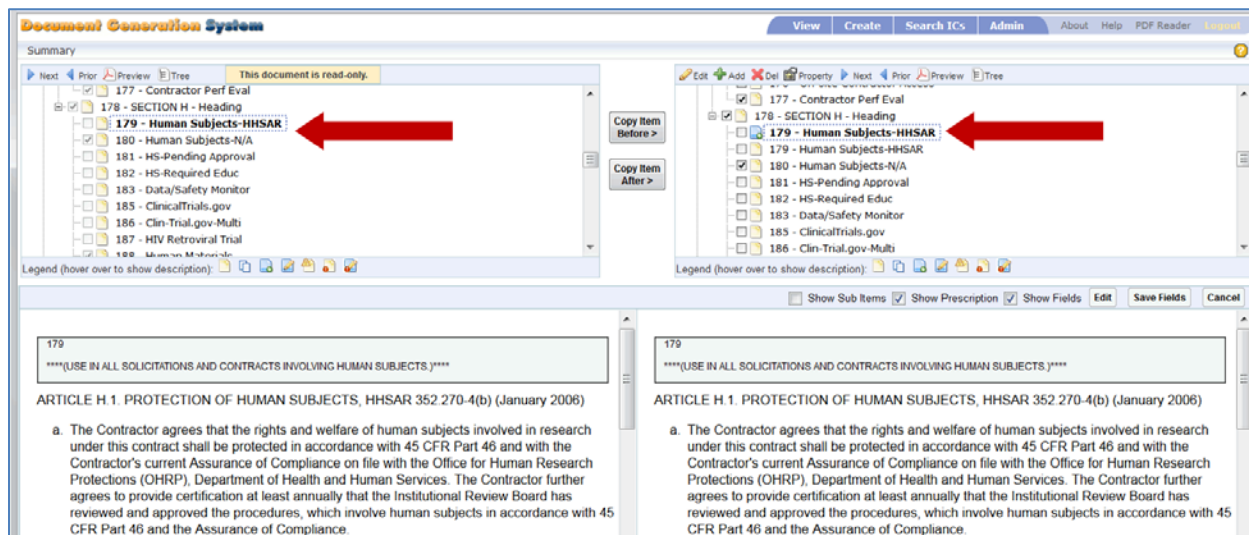 Document Generation System
View Create Search ICs Admin About Help PDF Reader Logout
Summary
Next Prior Preview Tree This document is read-only.
177 - Contractor Perf Eval
178 - SECTION H - Heading
179 - Human Subjects-HHSAR
180 - Human Subjects-N/A
181 - HS-Pending Approval
182 - HS-Required Educ
183 - Data/Safety Monitor
185 - ClinicalTrials.gov
186 - Clin-Trial.gov-Multi
187 - HIV Retroviral Trial
188 - Human Materials
Legend (hover over to show description):
Copy Item
Before >
Copy Item
After >
Edit Add Del Property Next Prior Preview Tree
177 - Contractor Perf Eval
178 - SECTION H - Heading
179 - Human Subjects-HHSAR
179 - Human Subjects-HHSAR
180 - Human Subjects-N/A
181 - HS-Pending Approval
182 - HS-Required Educ
183 - Data/Safety Monitor
185 - ClinicalTrials.gov
186 - Clin-Trial.gov-Multi
Legend (hover over to show description):
Show Sub Items Show Prescription Show Fields Edit Save Fields Cancel
179
****(USE IN ALL SOLICITATIONS AND CONTRACTS INVOLVING HUMAN SUBJECTS.)****
ARTICLE H.1. PROTECTION OF HUMAN SUBJECTS, HHSAR 352.270-4(b) (January 2006)
a. The Contractor agrees that the rights and welfare of human subjects involved in research
under this contract shall be protected in accordance with 45 CFR Part 46 and with the
Contractor's current Assurance of Compliance on file with the Office for Human Research
Protections (OHRP), Department of Health and Human Services. The Contractor further
agrees to provide certification at least annually that the Institutional Review Board has
reviewed and approved the procedures, which involve human subjects in accordance with 45
CFR Part 46 and the Assurance of Compliance.
179
****(USE IN ALL SOLICITATIONS AND CONTRACTS INVOLVING HUMAN SUBJECTS.)****
ARTICLE H.1. PROTECTION OF HUMAN SUBJECTS, HHSAR 352.270-4(b) (January 2006)
a. The Contractor agrees that the rights and welfare of human subjects involved in research
under this contract shall be protected in accordance with 45 CFR Part 46 and with the
Contractor's current Assurance of Compliance on file with the Office for Human Research
Protections (OHRP), Department of Health and Human Services. The Contractor further
agrees to provide certification at least annually that the Institutional Review Board has
reviewed and approved the procedures, which involve human subjects in accordance with 45
CFR Part 46 and the Assurance of Compliance.